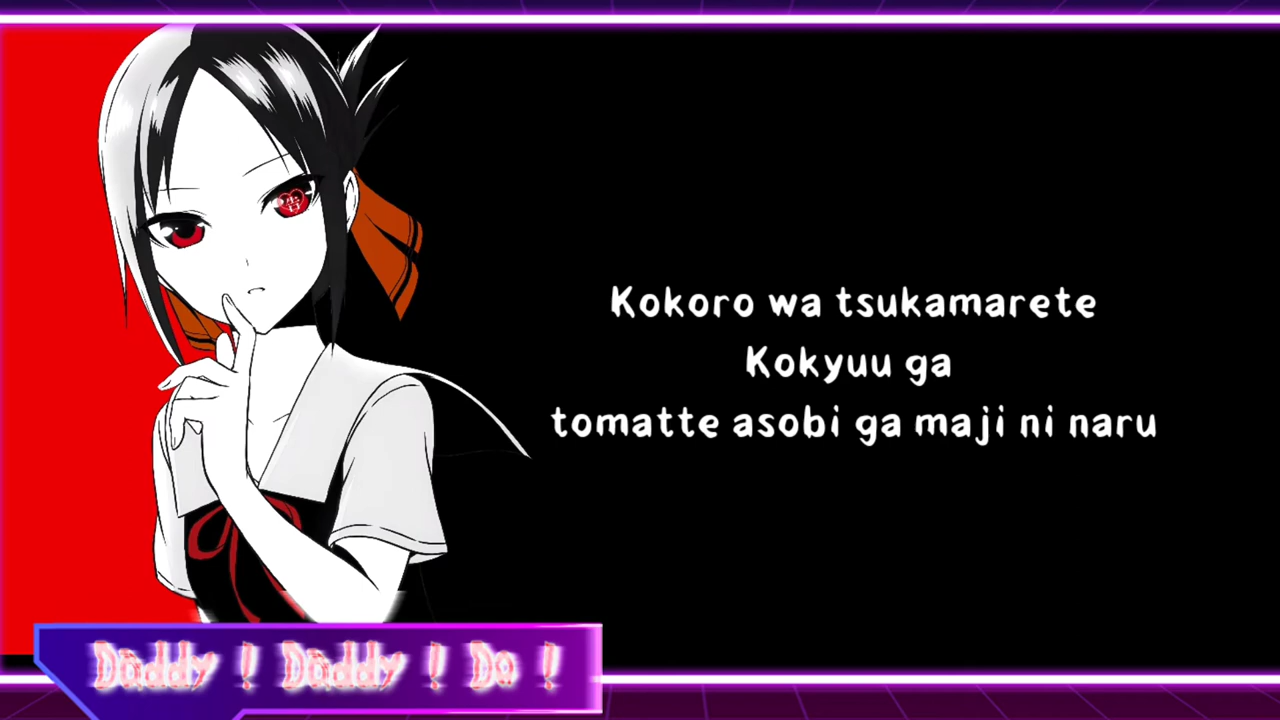 Kokoro wa tsukamarete
Kokyuu ga
tomatte asobi ga maji ni naru
Daddy ! Daddy ! Do !